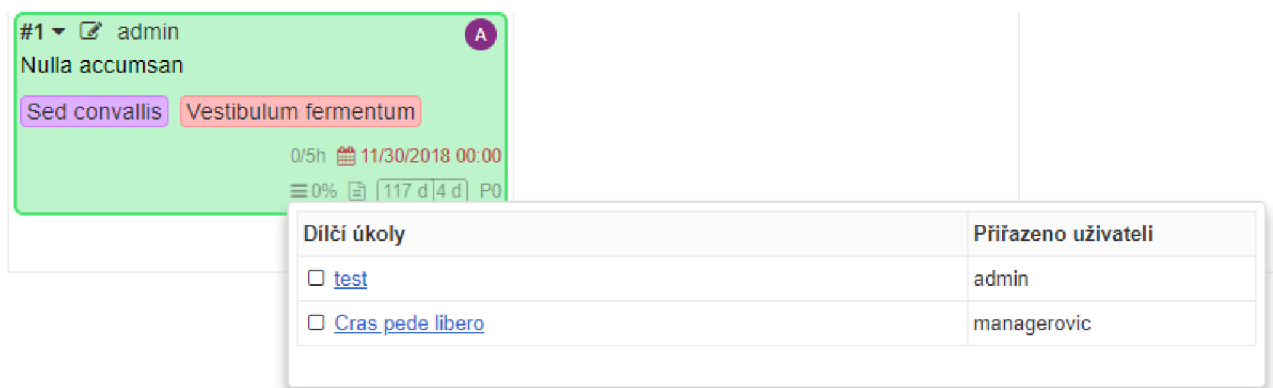 #1 admin A
Nulla accumsan
Sed convallis Vestibulum fermentum
0/5h 11/30/2018 00:00
0% 117 d 4 d P0
Dílčí úkoly Přiřazeno uživateli
test admin
Cras pede libero managerovic